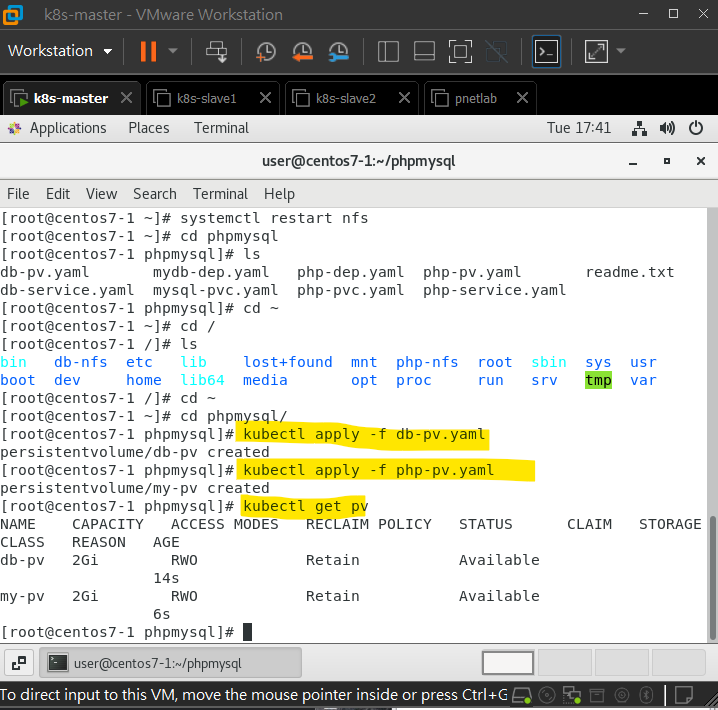 k8s-master - VMware Workstation
Workstation
k8s-master k8s-slave1 k8s-slave2 pnetlab
Applications Places Terminal Tue 17:41
user@centos7-1:~/phpmysql
File Edit View Search Terminal Help
[root@centos7-1 ~]# systemctl restart nfs
[root@centos7-1 ~]# cd phpmysql
[root@centos7-1 phpmysql]# ls
db-pv.yaml mydb-dep.yaml php-dep.yaml php-pv.yaml readme.txt
db-service.yaml mysql-pvc.yaml php-pvc.yaml php-service.yaml
[root@centos7-1 phpmysql]# cd ~
[root@centos7-1 ~]# cd /
[root@centos7-1 /]# ls
bin db-nfs etc lib lost+found mnt php-nfs root sbin sys usr
boot dev home lib64 media opt proc run srv tmp var
[root@centos7-1 /]# cd ~
[root@centos7-1 ~]# cd phpmysql/
[root@centos7-1 phpmysql]# kubectl apply -f db-pv.yaml
persistentvolume/db-pv created
[root@centos7-1 phpmysql]# kubectl apply -f php-pv.yaml
persistentvolume/my-pv created
[root@centos7-1 phpmysql]# kubectl get pv
NAME CAPACITY ACCESS MODES RECLAIM POLICY STATUS CLAIM STORAGE
CLASS REASON AGE
db-pv 2Gi RWO Retain Available
14s
my-pv 2Gi RWO Retain Available
6s
[root@centos7-1 phpmysql]#
user@centos7-1:~/phpmysql
To direct input to this VM, move the mouse pointer inside or press Ctrl+G